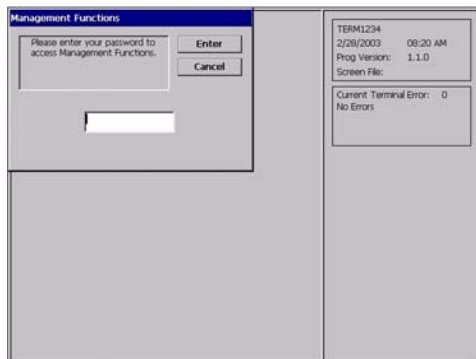 Management Functions
Please enter your password to
access Management Functions.
Enter
Cancel
TERM1234
2/28/2003 08:20 AM
Prog Version: 1.1.0
Screen File:
Current Terminal Error: 0
No Errors